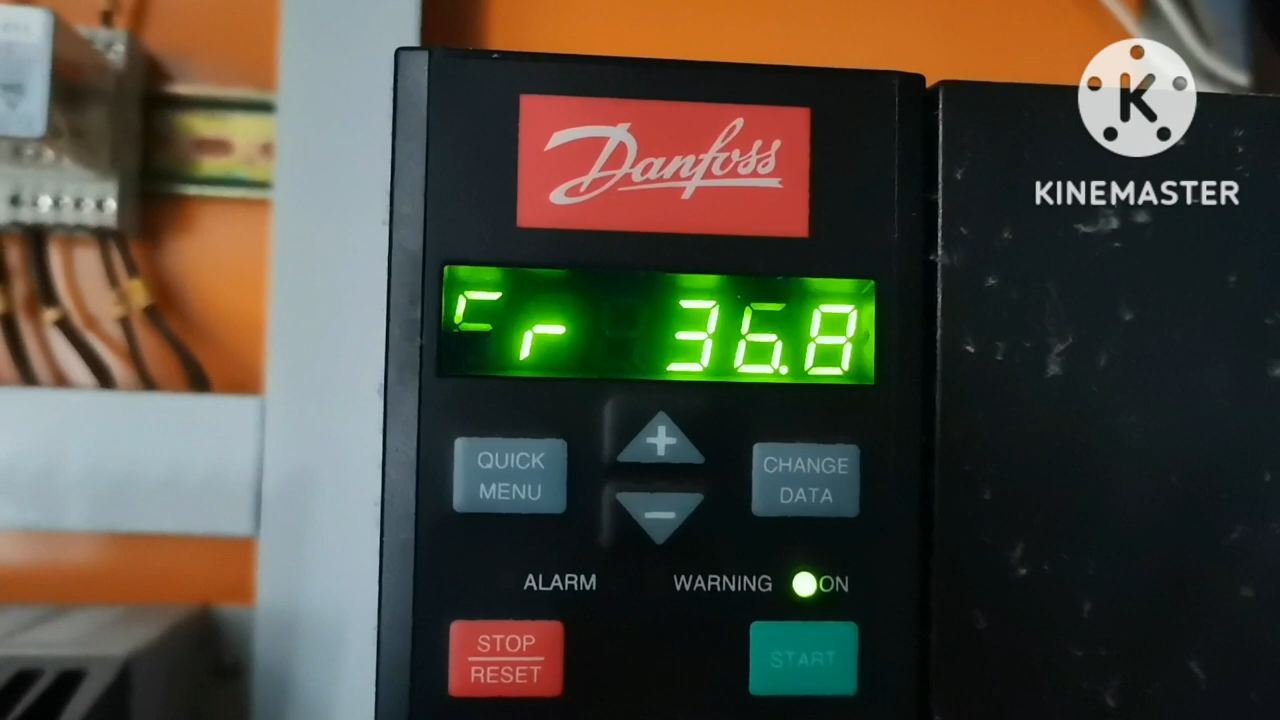 Danfoss
K
KINEMASTER
Fr 36.8
QUICK
MENU
+
CHANGE
DATA
-
ALARM WARNING ON
STOP
RESET
START